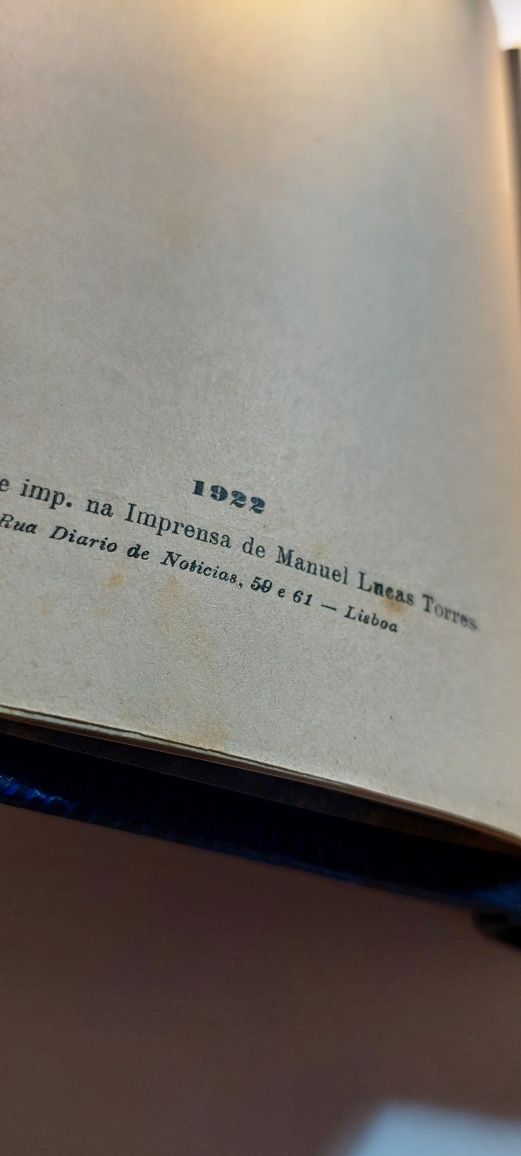 1922
e imp. na Imprensa de Manuel Lucas Torres
Rua Diario de Noticias, 59 e 61 — Lisboa